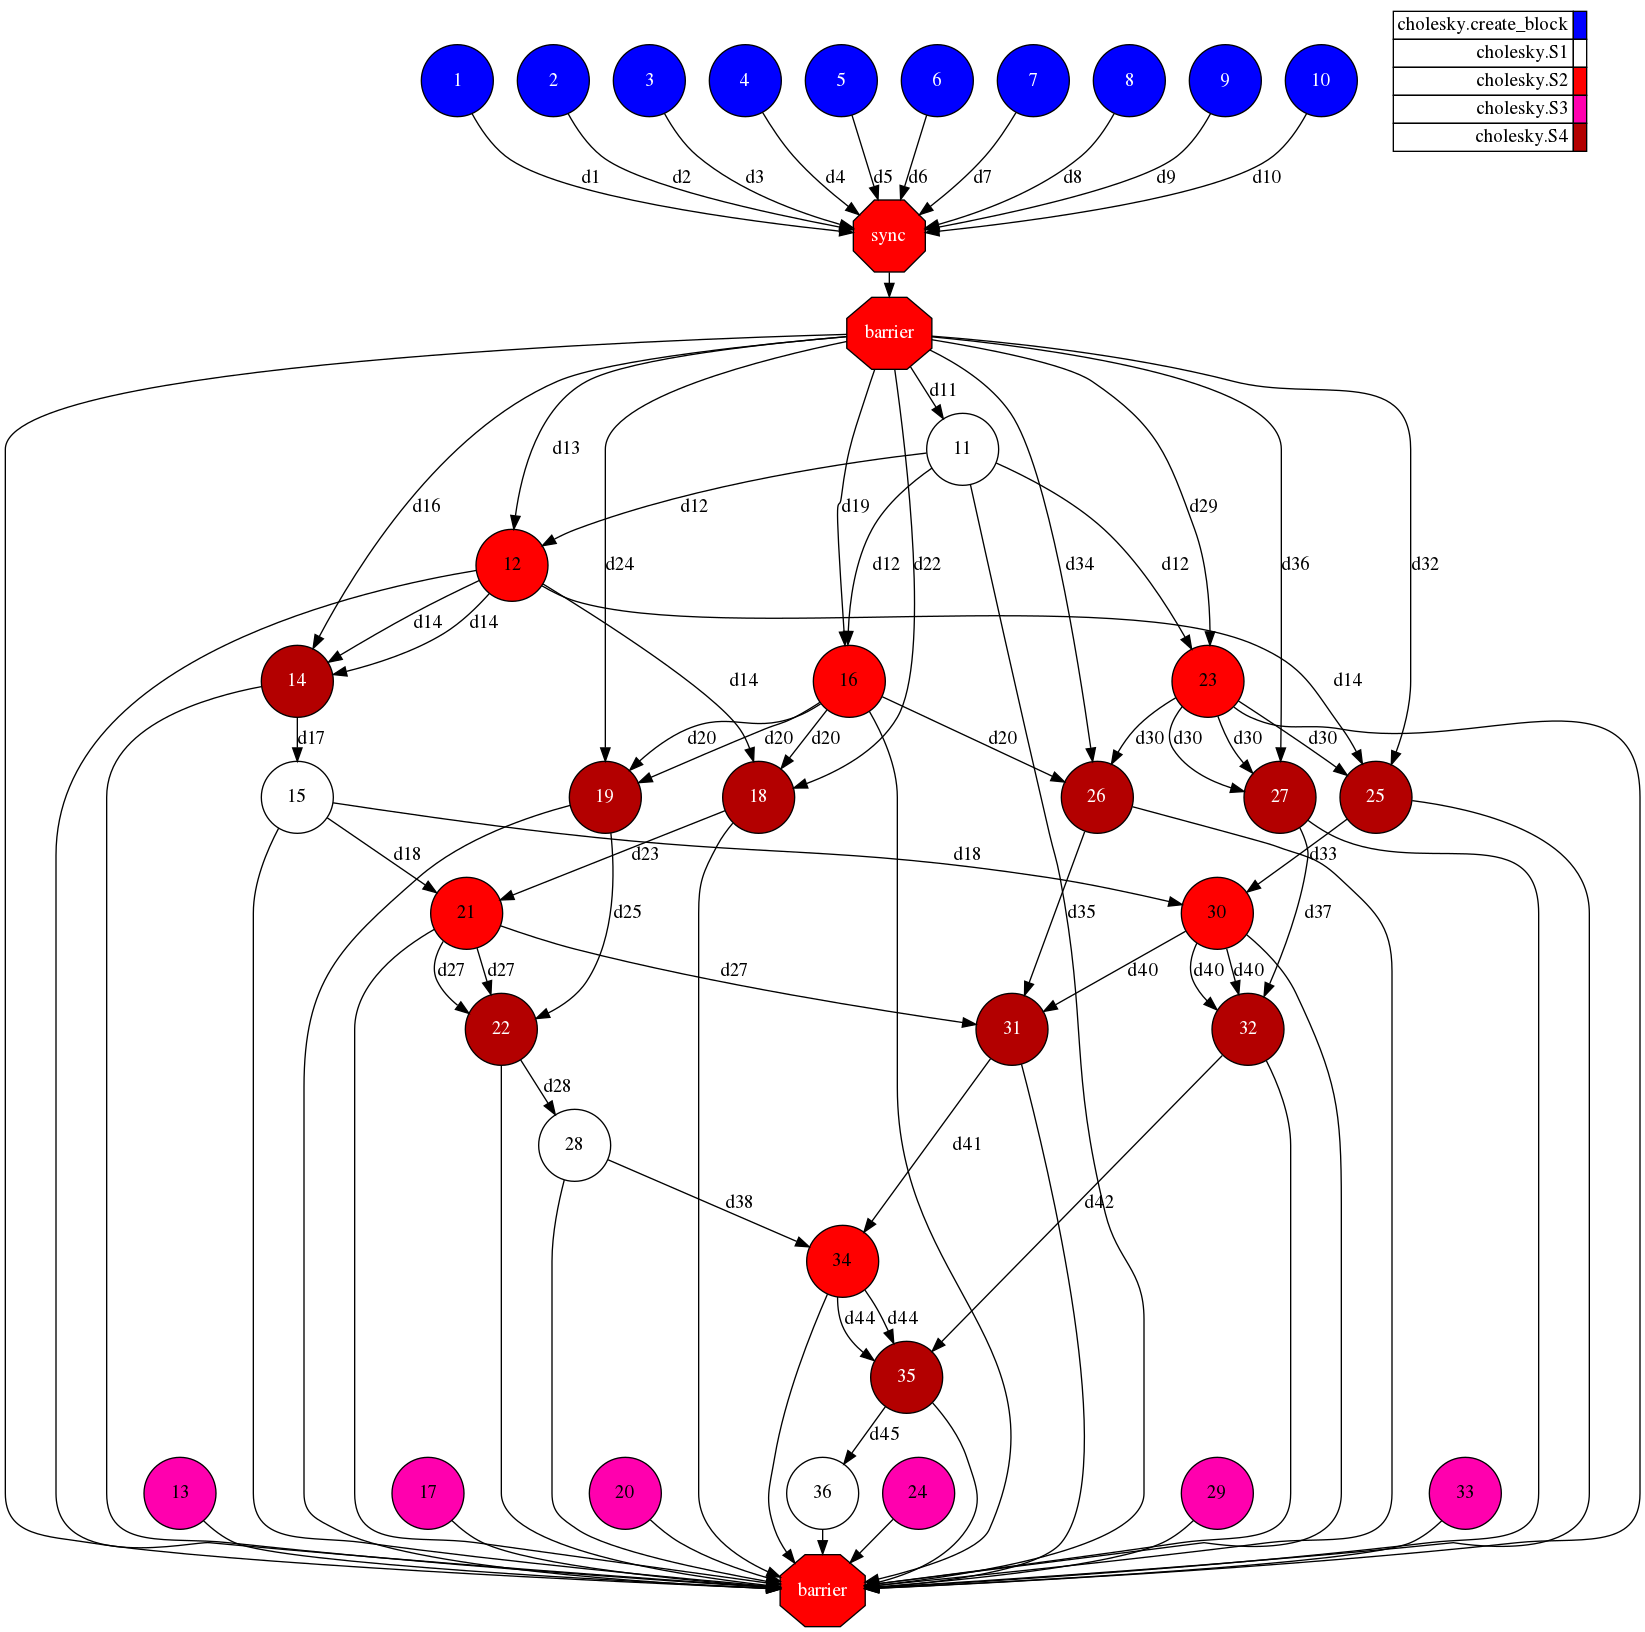 cholesky.create_block
cholesky.S1
cholesky.S2
cholesky.S3
cholesky.S4
1 2 3 4 5 6 7 8 9 10
d1 d2 d3 d4 d5 d6 d7 d8 d9 d10
sync
barrier
d11
d13 11
d16 d12 d19 d29
12 d24 d12 d22 d34 d12 d36 d32
d14 d14
14 d14 16 23 d14
d17 d20 d20 d20 d20 d30 d30 d30 d30
15 19 18 26 27 25
d18 d23 d18 d33
21 d25 d35 30 d37
d27 d27 d27 d40 d40 d40
22 31 32
d28
28 d41
d38 d42
34
d44 d44
35
d45
13 17 20 36 24 29 33
barrier